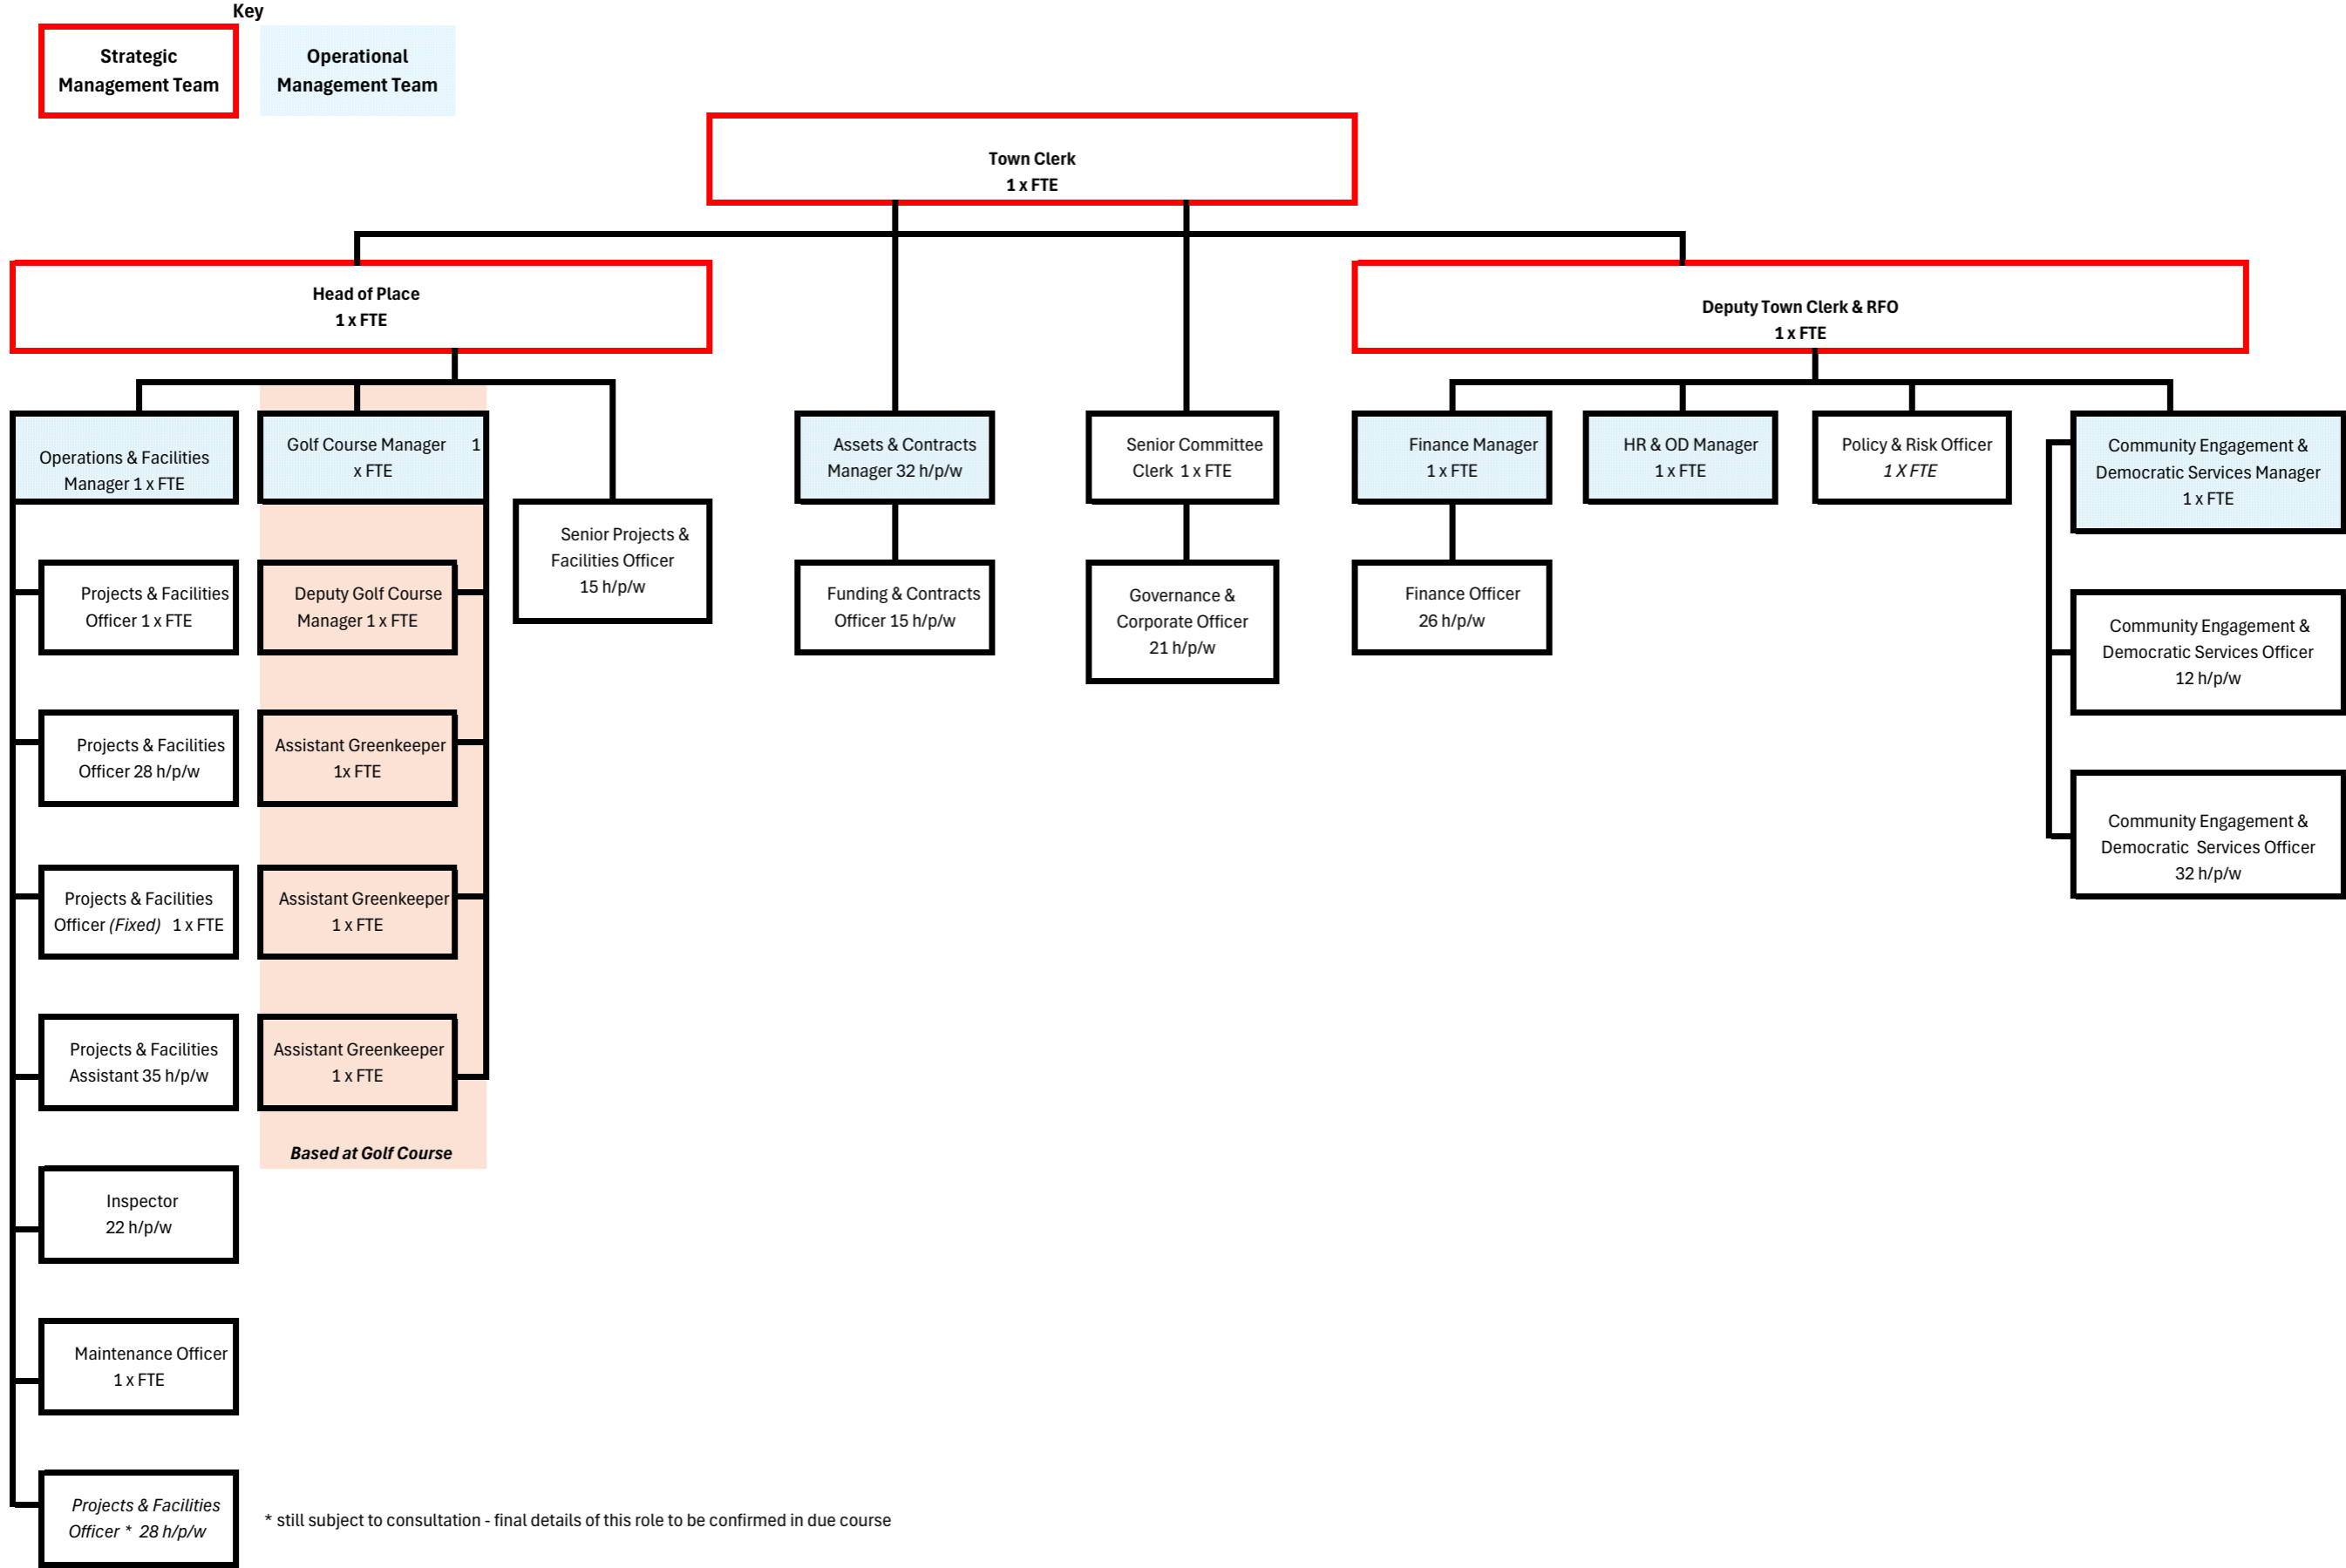 Key
Strategic
Management Team
Operational
Management Team
Town Clerk
1 x FTE
Head of Place
1 x FTE
Deputy Town Clerk & RFO
1 x FTE
Operations & Facilities
Manager 1 x FTE
Golf Course Manager 1
x FTE
Senior Projects &
Facilities Officer
15 h/p/w
Assets & Contracts
Manager 32 h/p/w
Senior Committee
Clerk 1 x FTE
Finance Manager
1 x FTE
HR & OD Manager
1 x FTE
Policy & Risk Officer
1 X FTE
Community Engagement &
Democratic Services Manager
1 x FTE
Projects & Facilities
Officer 1 x FTE
Deputy Golf Course
Manager 1 x FTE
Funding & Contracts
Officer 15 h/p/w
Governance &
Corporate Officer
21 h/p/w
Finance Officer
26 h/p/w
Community Engagement &
Democratic Services Officer
12 h/p/w
Projects & Facilities
Officer 28 h/p/w
Assistant Greenkeeper
1x FTE
Community Engagement &
Democratic Services Officer
32 h/p/w
Projects & Facilities
Officer (Fixed) 1 x FTE
Assistant Greenkeeper
1 x FTE
Projects & Facilities
Assistant 35 h/p/w
Assistant Greenkeeper
1 x FTE
Based at Golf Course
Inspector
22 h/p/w
Maintenance Officer
1 x FTE
Projects & Facilities
Officer * 28 h/p/w
* still subject to consultation - final details of this role to be confirmed in due course